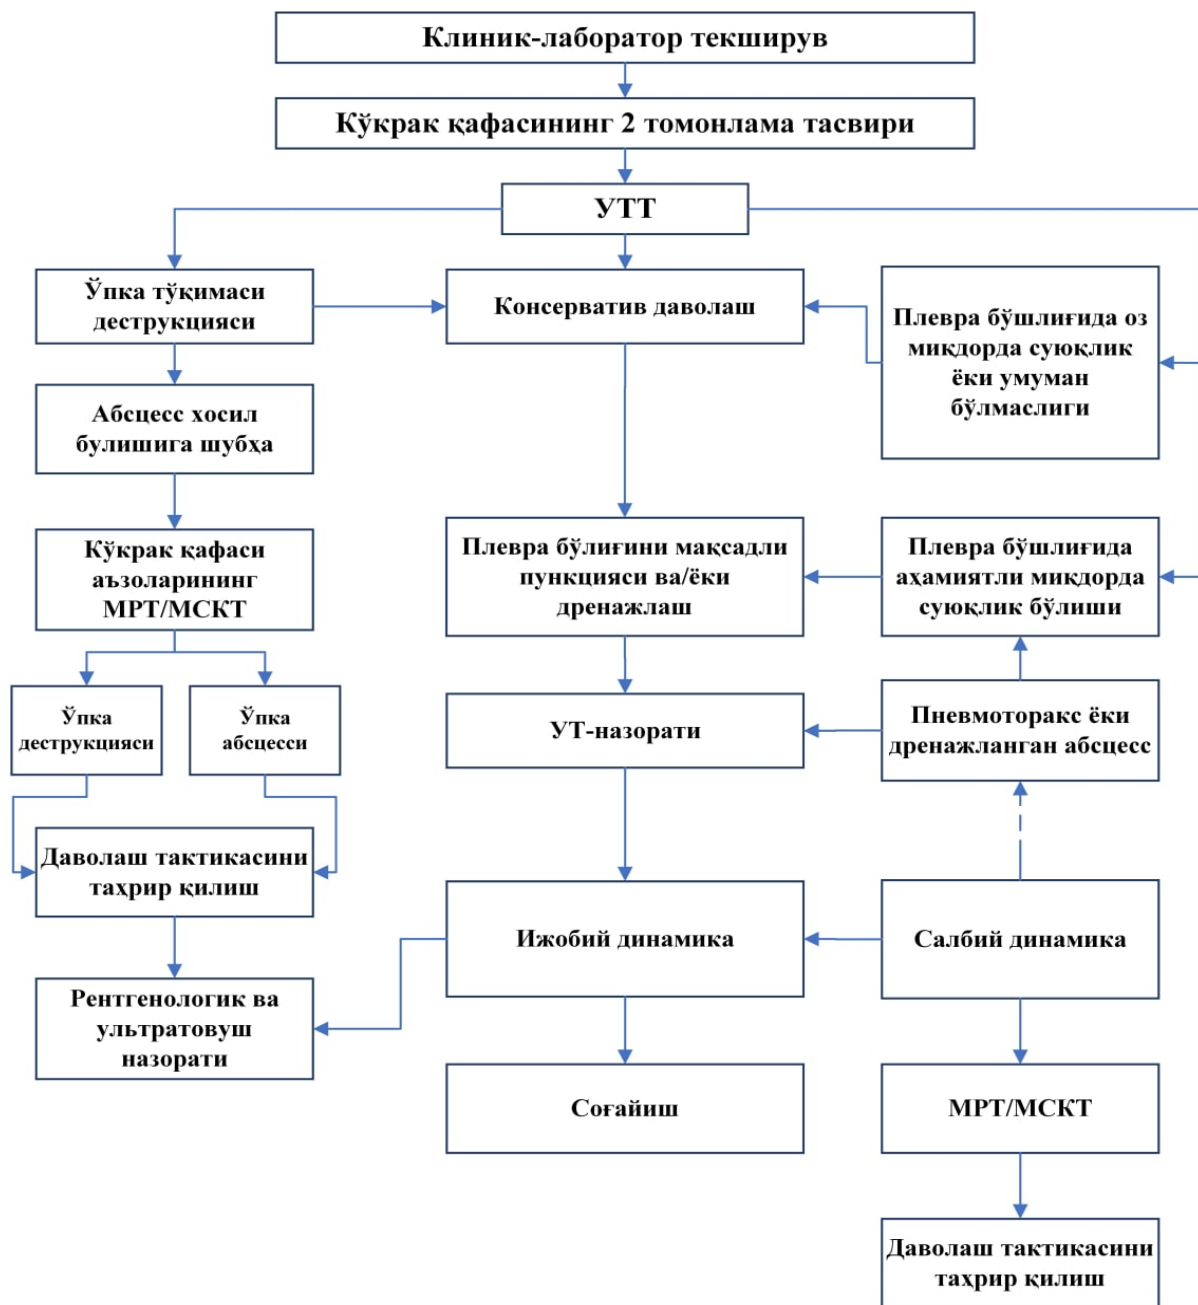 Клиник-лаборатор текширув
Кўкрак қафасининг 2 томонлама тасвири
УТТ
Ўпка тўқимаси
деструкцияси
Консерватив даволаш
Плевра бўшлиғида оз
миқдорда суюқлик
ёки умуман
бўлмаслиги
Абсцесс хосил
булишига шубҳа
Кўкрак қафаси
аъзоларининг
МРТ/МСКТ
Плевра бўлиғини мақсадли
пункцияси ва/ёки
дренажлаш
Плевра бўшлиғида
аҳамиятли миқдорда
суюқлик бўлиши
Ўпка
деструкцияси
Ўпка
абсцесси
УТ-назорати
Пневмоторакс ёки
дренажланган абсцесс
Даволаш тактикасини
таҳрир қилиш
Ижобий динамика
Салбий динамика
Рентгенологик ва
ультратовуш
назорати
Соғайиш
МРТ/МСКТ
Даволаш тактикасини
таҳрир қилиш